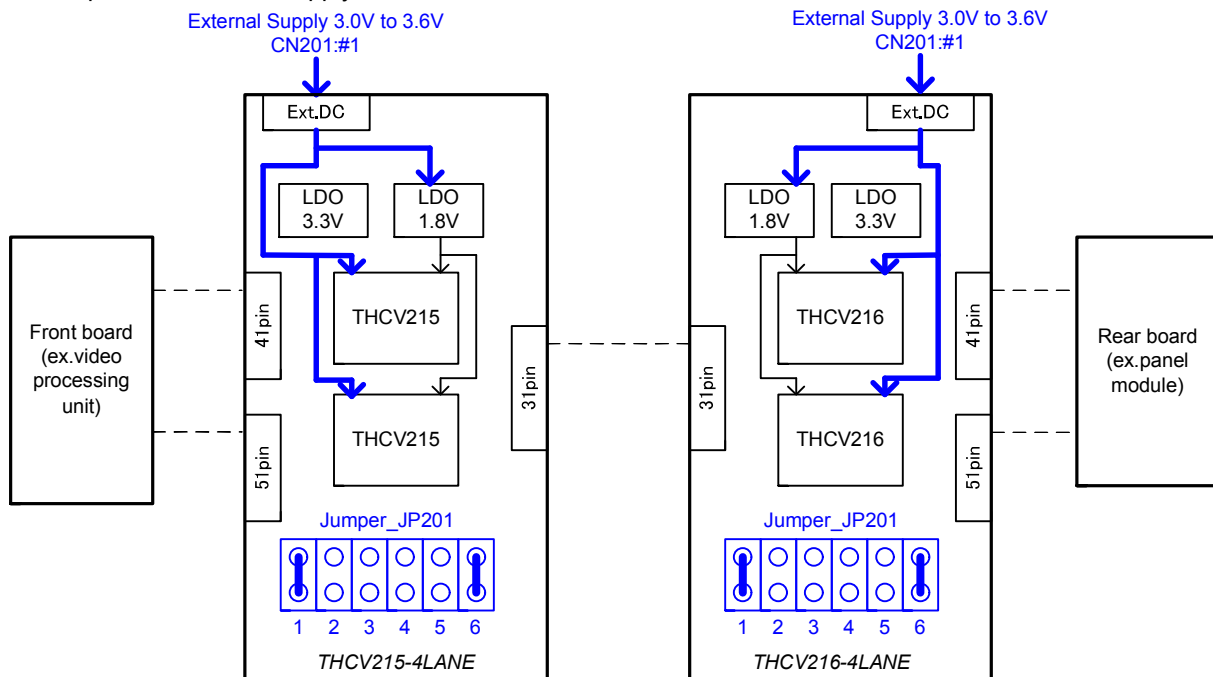 External Supply 3.0V to 3.6V
CN201:#1
Ext.DC
LDO
3.3V
LDO
1.8V
THCV215
THCV215
41pin
51pin
31pin
Front board
(ex.video
processing
unit)
Jumper_JP201
1 2 3 4 5 6
THCV215-4LANE
External Supply 3.0V to 3.6V
CN201:#1
Ext.DC
LDO
1.8V
LDO
3.3V
THCV216
THCV216
31pin
41pin
51pin
Rear board
(ex.panel
module)
Jumper_JP201
1 2 3 4 5 6
THCV216-4LANE